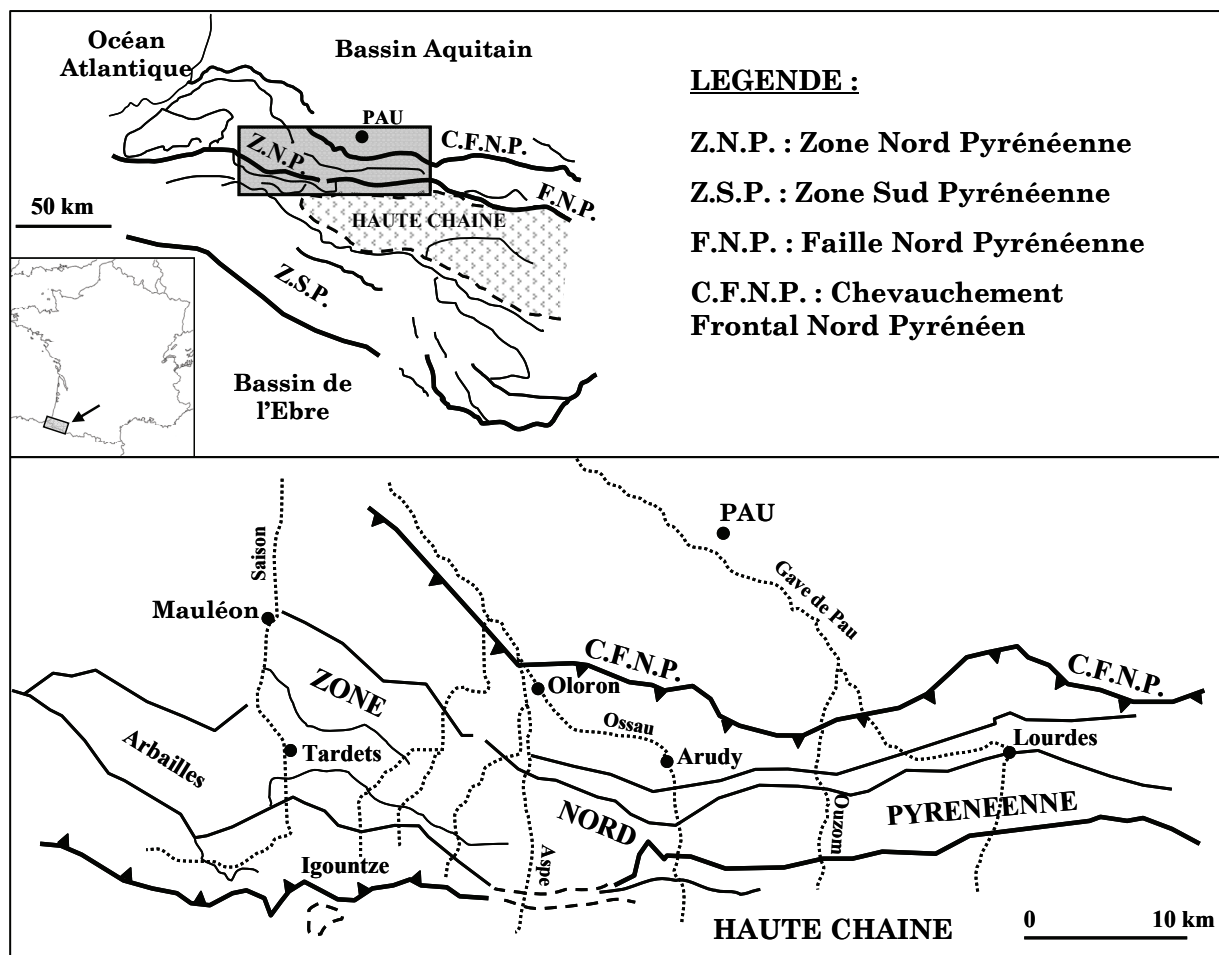 Océan
Atlantique
Bassin Aquitain
PAU
C.F.N.P.
Z.N.P.
F.N.P.
50 km
HAUTE CHAINE
Z.S.P.
Bassin de
l'Ebre
LEGENDE :
Z.N.P. : Zone Nord Pyrénéenne
Z.S.P. : Zone Sud Pyrénéenne
F.N.P. : Faille Nord Pyrénéenne
C.F.N.P. : Chevauchement
Frontal Nord Pyrénéen
PAU
Saison
Gave de Pau
Mauléon
C.F.N.P.
C.F.N.P.
ZONE
Oloron
Ossau
Lourdes
Arbailles
Tardets
Arudy
NORD
Ouzom
PYRENEENNE
Aspe
Igountze
HAUTE CHAINE
0 10 km